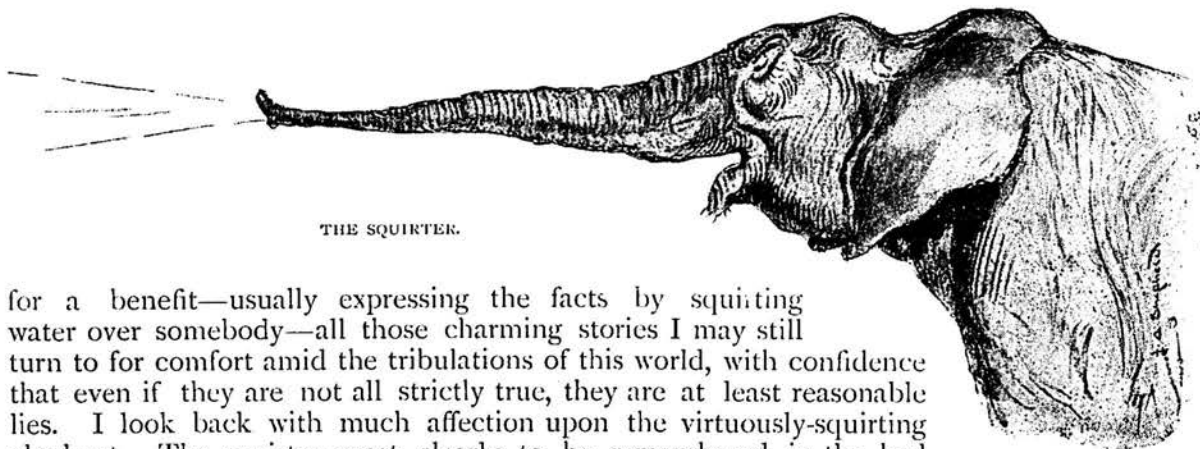 THE SQUIRTER.
for a benefit—usually expressing the facts by squirting
water over somebody—all those charming stories I may still
turn to for comfort amid the tribulations of this world, with confidence
that even if they are not all strictly true, they are at least reasonable
lies. I look back with much affection upon the virtuously-squirting